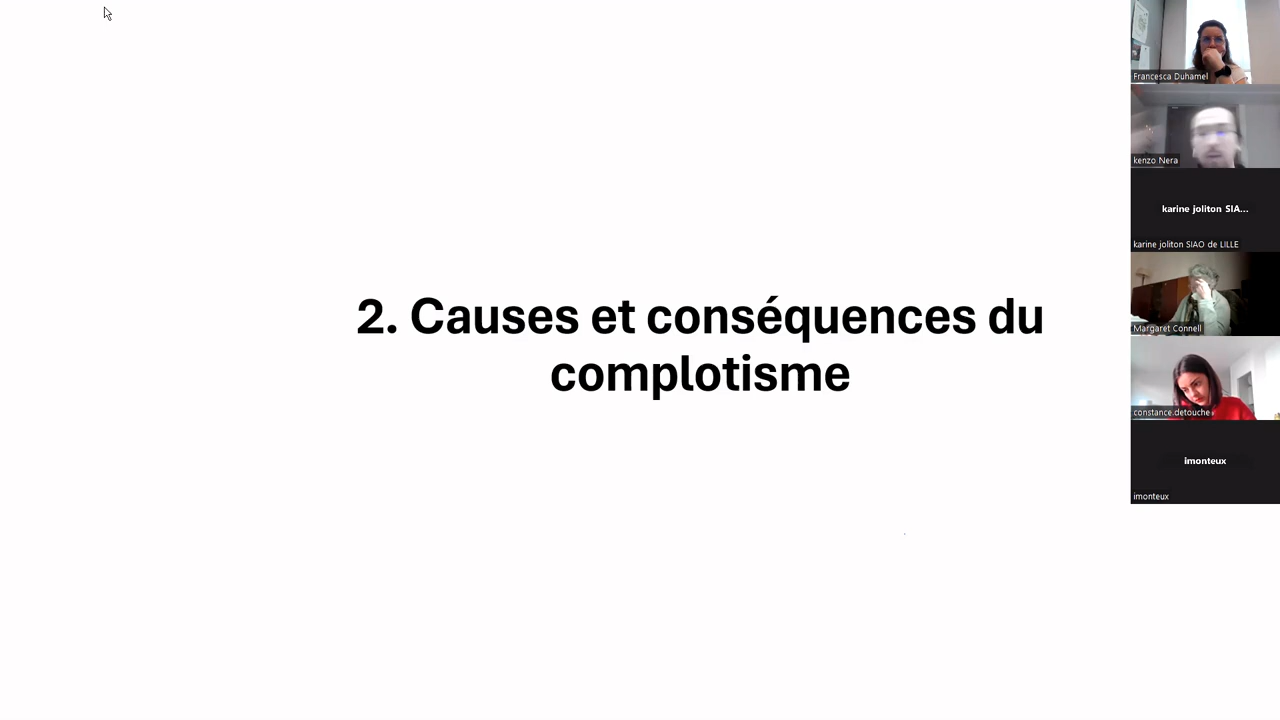 2. Causes et conséquences du
complotisme
Francesca Duhamel
kenzo Nera
karine joliton SIA...
karine joliton SIAO de LILLE
Margaret Connell
constance.detouche
imonteux
imonteux